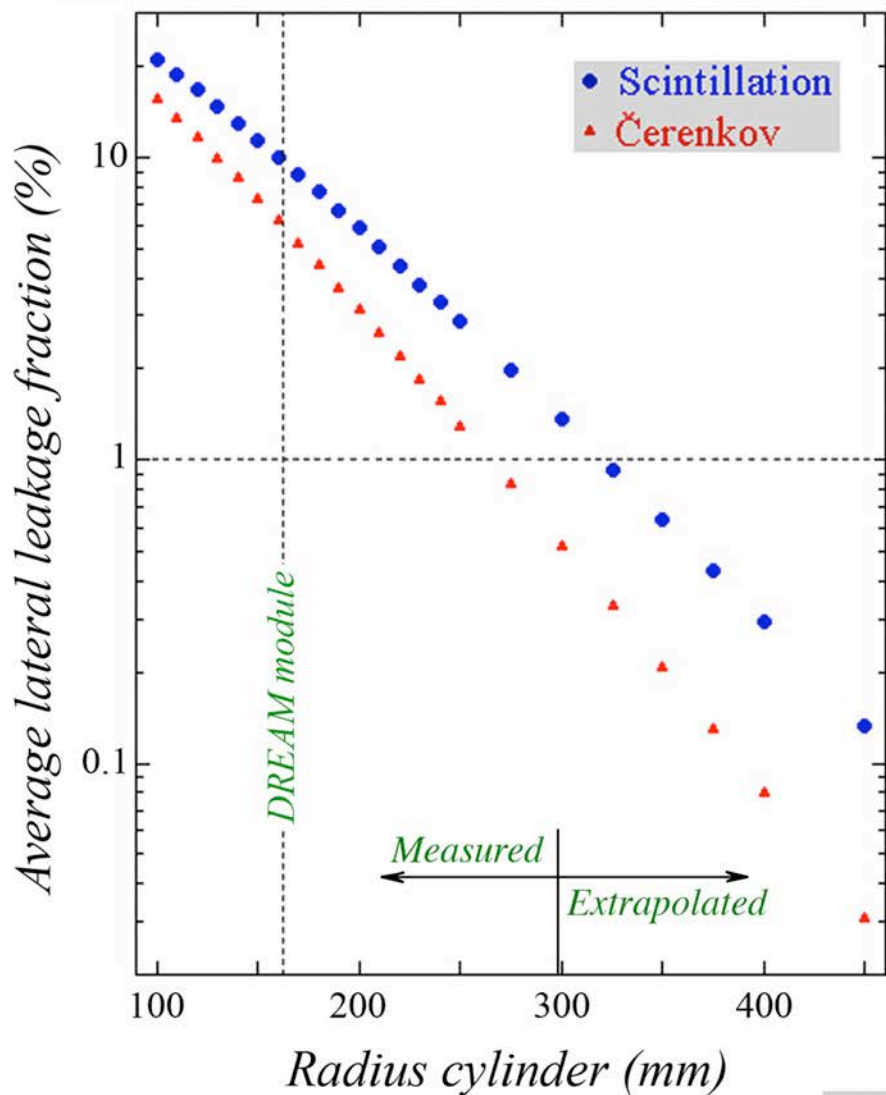 Scintillation
Čerenkov
Average lateral leakage fraction (%)
10
1
0.1
DREAM module
Measured
Extrapolated
100
200
300
400
Radius cylinder (mm)